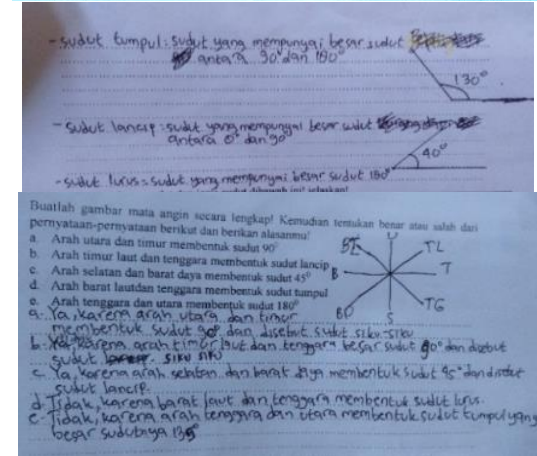 - Sudut tumpul : Sudut yang mempunyai besar sudut
antara 90° dan 180°
130°
- Sudut lancip : sudut yang mempunyai besar sudut
antara 0° dan 90°
40°
- Sudut lurus = Sudut yang mempunyai besar sudut 180°
Buatlah gambar mata angin secara lengkap! Kemudian tentukan benar atau salah dari
pernyataan-pernyataan berikut dan berikan alasanmu!
a. Arah utara dan timur membentuk sudut 90°
b. Arah timur laut dan tenggara membentuk sudut lancip
c. Arah selatan dan barat daya membentuk sudut 45°
d. Arah barat lautdan tenggara membentuk sudut tumpul
e. Arah tenggara dan utara membentuk sudut 180°
U
TL
B
T
BD
S
TG
a. Ya, karena arah utara dan timur
membentuk sudut 90° dan disebut sudut siku-siku
b. karena arah timur laut dan tenggara besar sudut 90° dan disebut
sudut siku siku
c. Ya, karena arah selatan dan barat daya membentuk sudut 45° dan disebut
sudut lancip.
d. Tidak, karena barat laut dan tenggara membentuk sudut lurus.
e. Tidak, karena arah tenggara dan utara membentuk sudut tumpul yang
besar sudutnya 135°